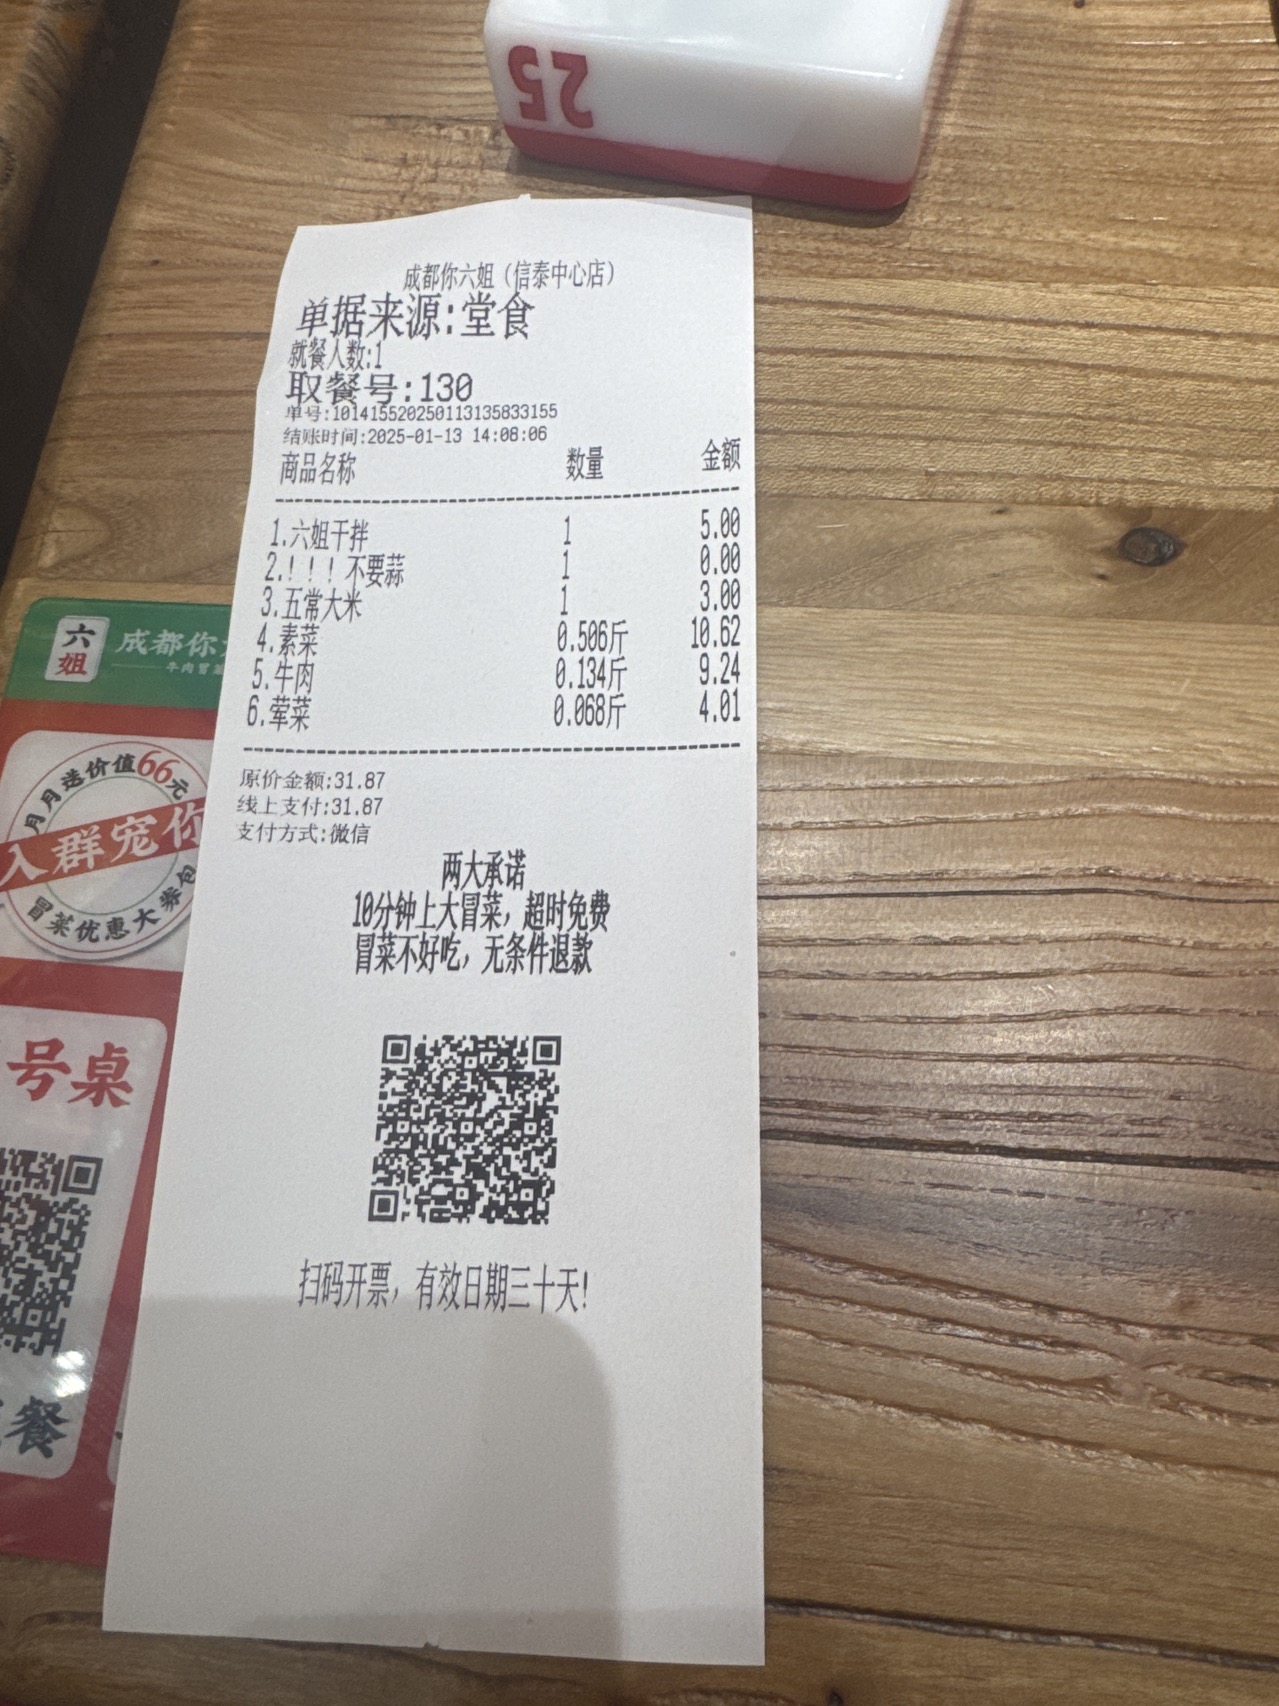 25
成都你六姐（信泰中心店）
单据来源:堂食
就餐人数:1
取餐号:130
单号:10141552025011313583​3155
结账时间:2025-01-13 14:08:06
商品名称 数量 金额
1.六姐干拌 1 5.00
2.！！！不要蒜 1 0.00
3.五常大米 1 3.00
4.素菜 0.506斤 10.62
5.牛肉 0.134斤 9.24
6.荤菜 0.068斤 4.01
原价金额:31.87
线上支付:31.87
支付方式:微信
两大承诺
10分钟上大冒菜，超时免费
冒菜不好吃，无条件退款
扫码开票，有效日期三十天!
六姐
成都你
牛肉冒
月月送价值66元
入群宠你
冒菜优惠大券包
号桌
餐